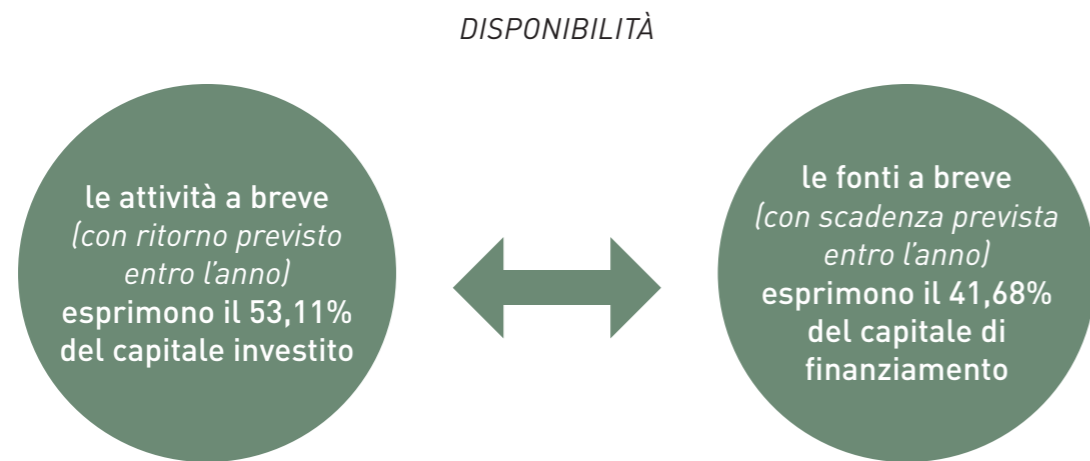 DISPONIBILITÀ
le attività a breve
(con ritorno previsto
entro l'anno)
esprimono il 53,11%
del capitale investito
le fonti a breve
(con scadenza prevista
entro l'anno)
esprimono il 41,68%
del capitale di
finanziamento